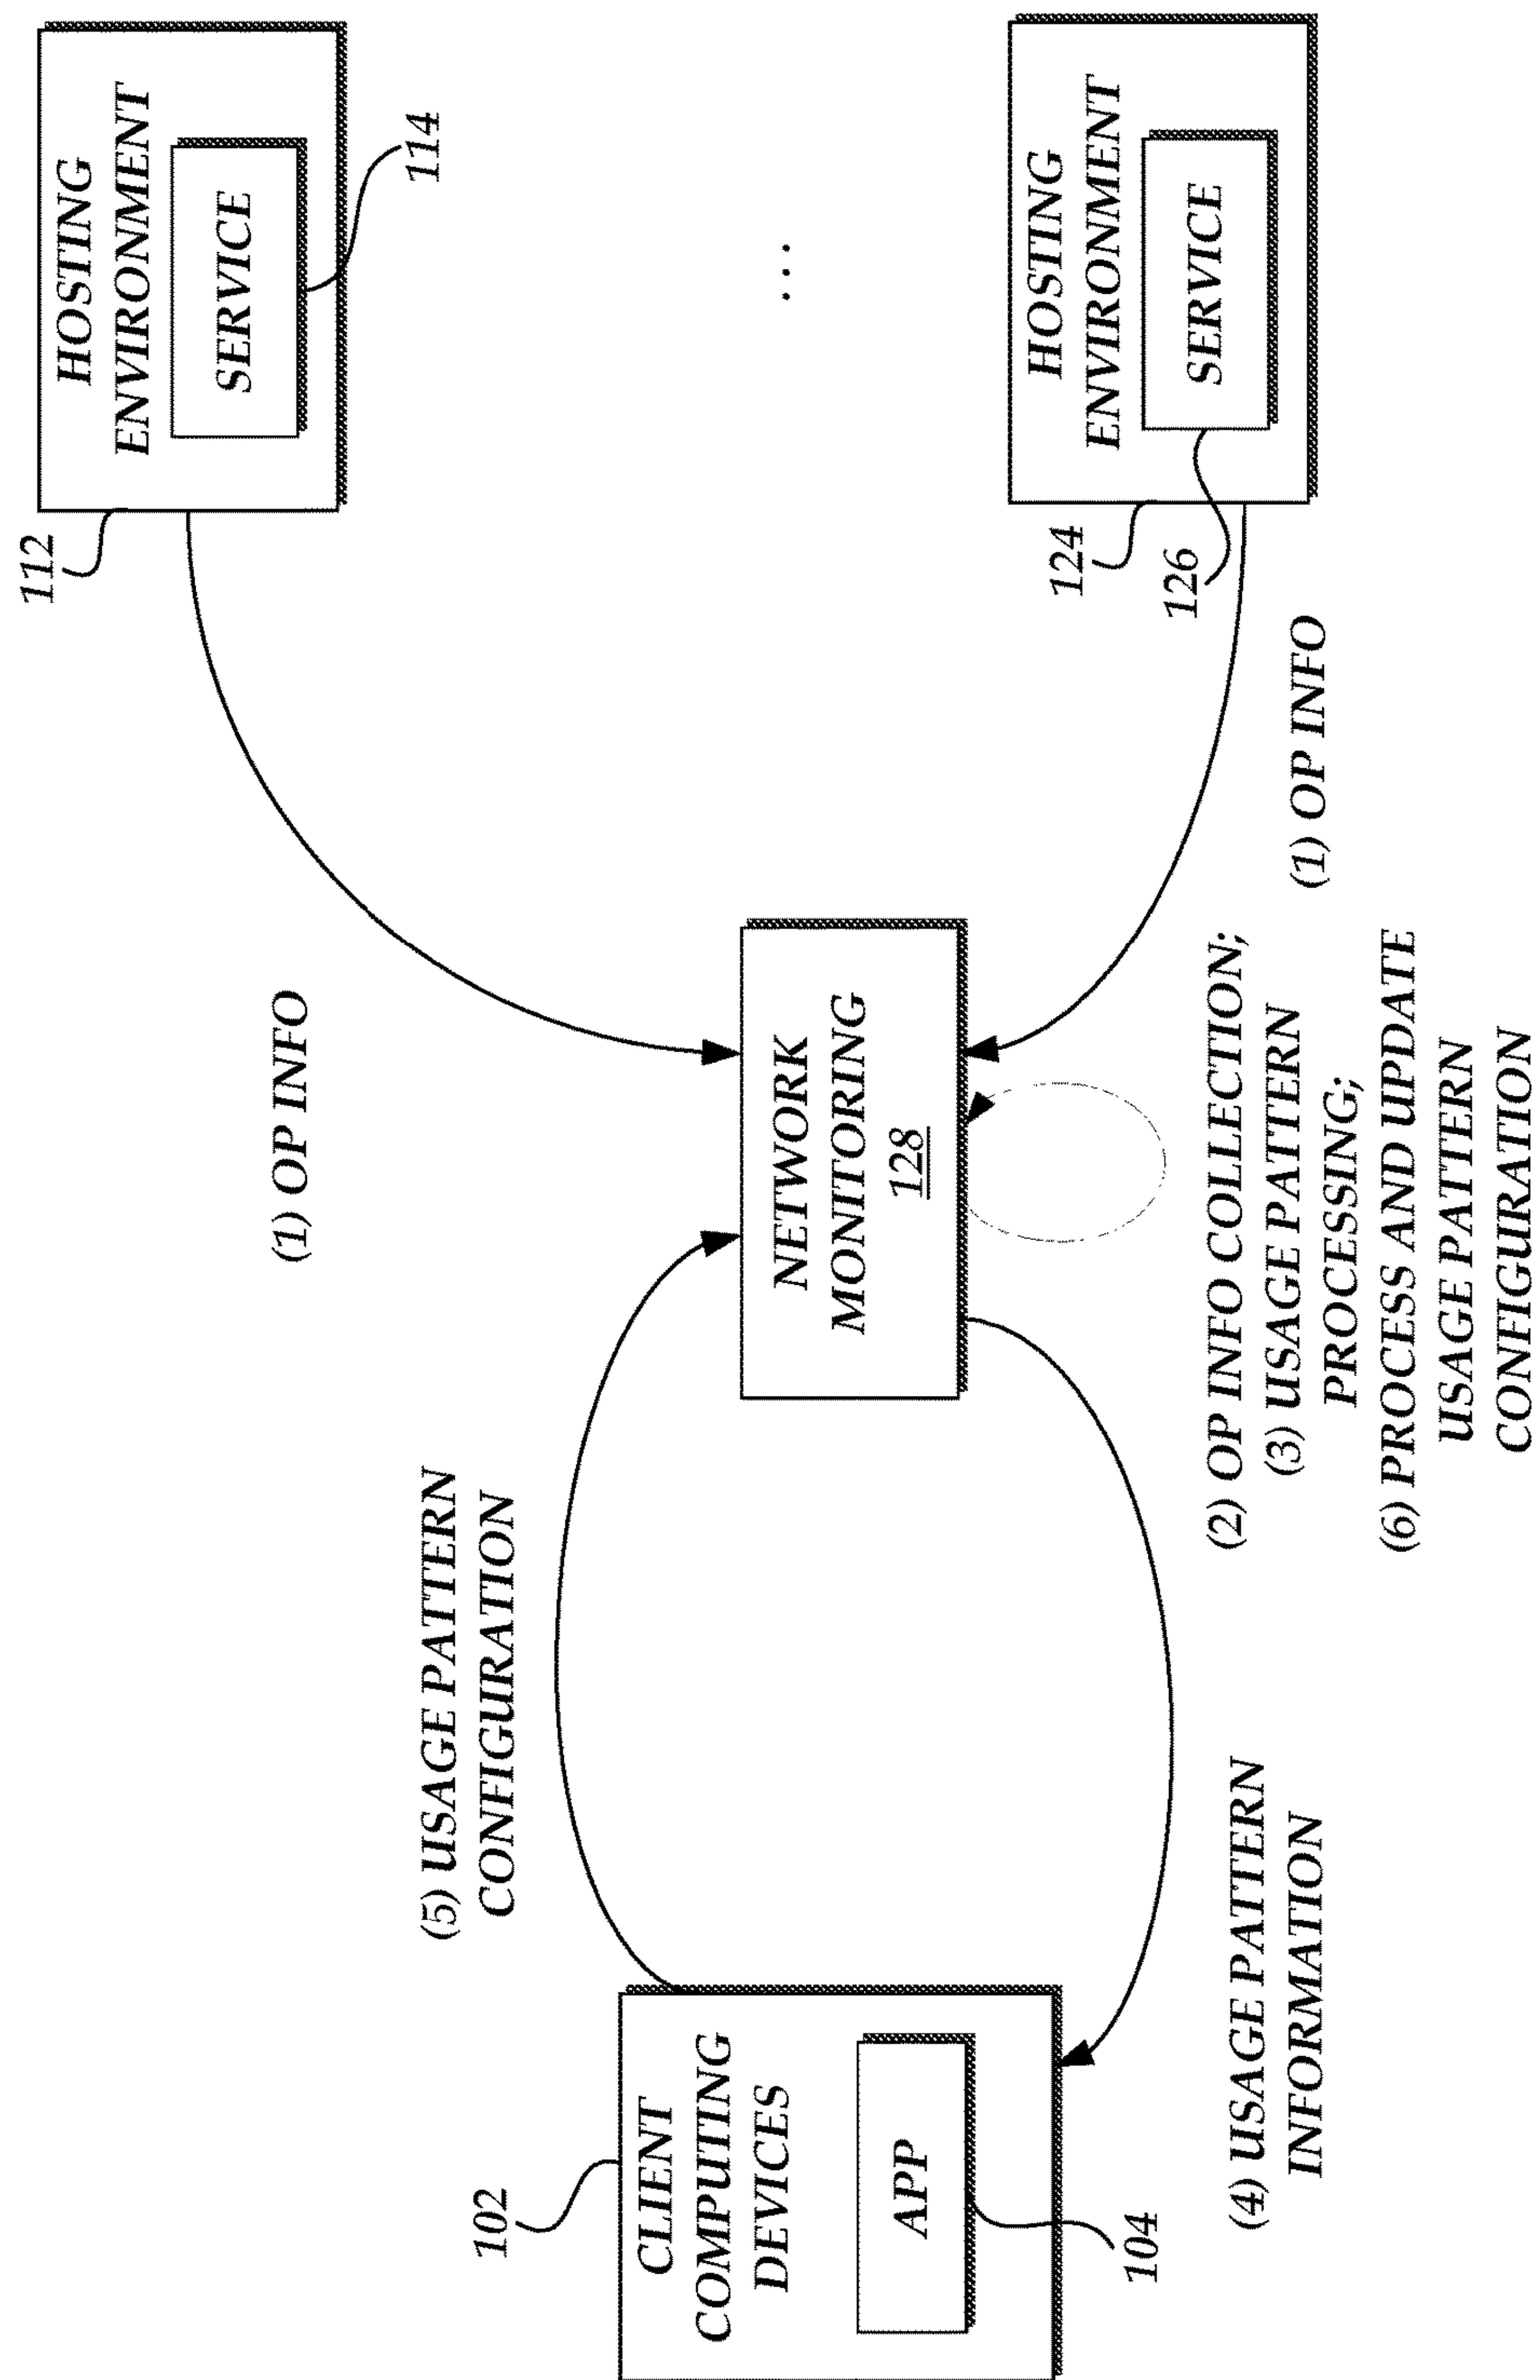 HOSTING
ENVIRONMENT
SERVICE
112
114
(1) OP INFO
...
HOSTING
ENVIRONMENT
SERVICE
124
126
(1) OP INFO
NETWORK
MONITORING
128
(2) OP INFO COLLECTION;
(3) USAGE PATTERN
PROCESSING;
(6) PROCESS AND UPDATE
USAGE PATTERN
CONFIGURATION
(5) USAGE PATTERN
CONFIGURATION
(4) USAGE PATTERN
INFORMATION
102
CLIENT
COMPUTING
DEVICES
APP
104